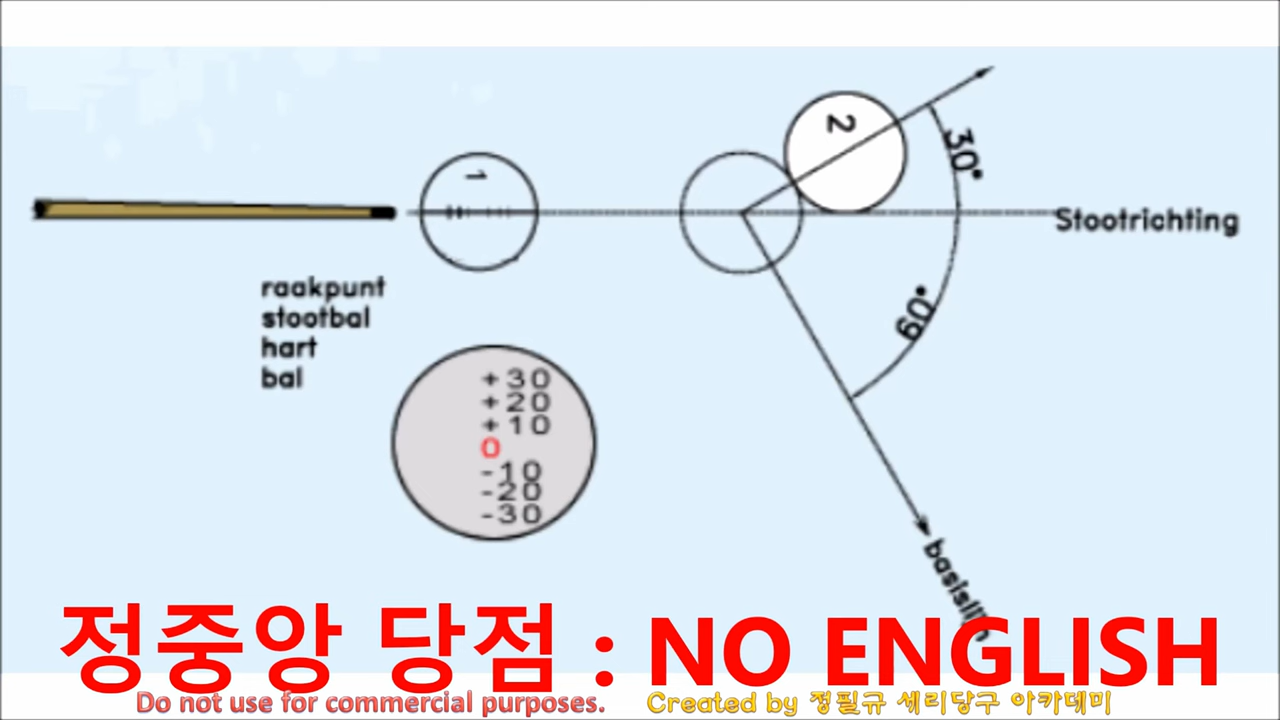 1
2
30°
Stootrichting
60°
raakpunt
stootbal
hart
bal
+30
+20
+10
0
-10
-20
-30
정중앙 당점 : NO ENGLISH
Do not use for commercial purposes. Created by 정필규 세리당구 아카데미